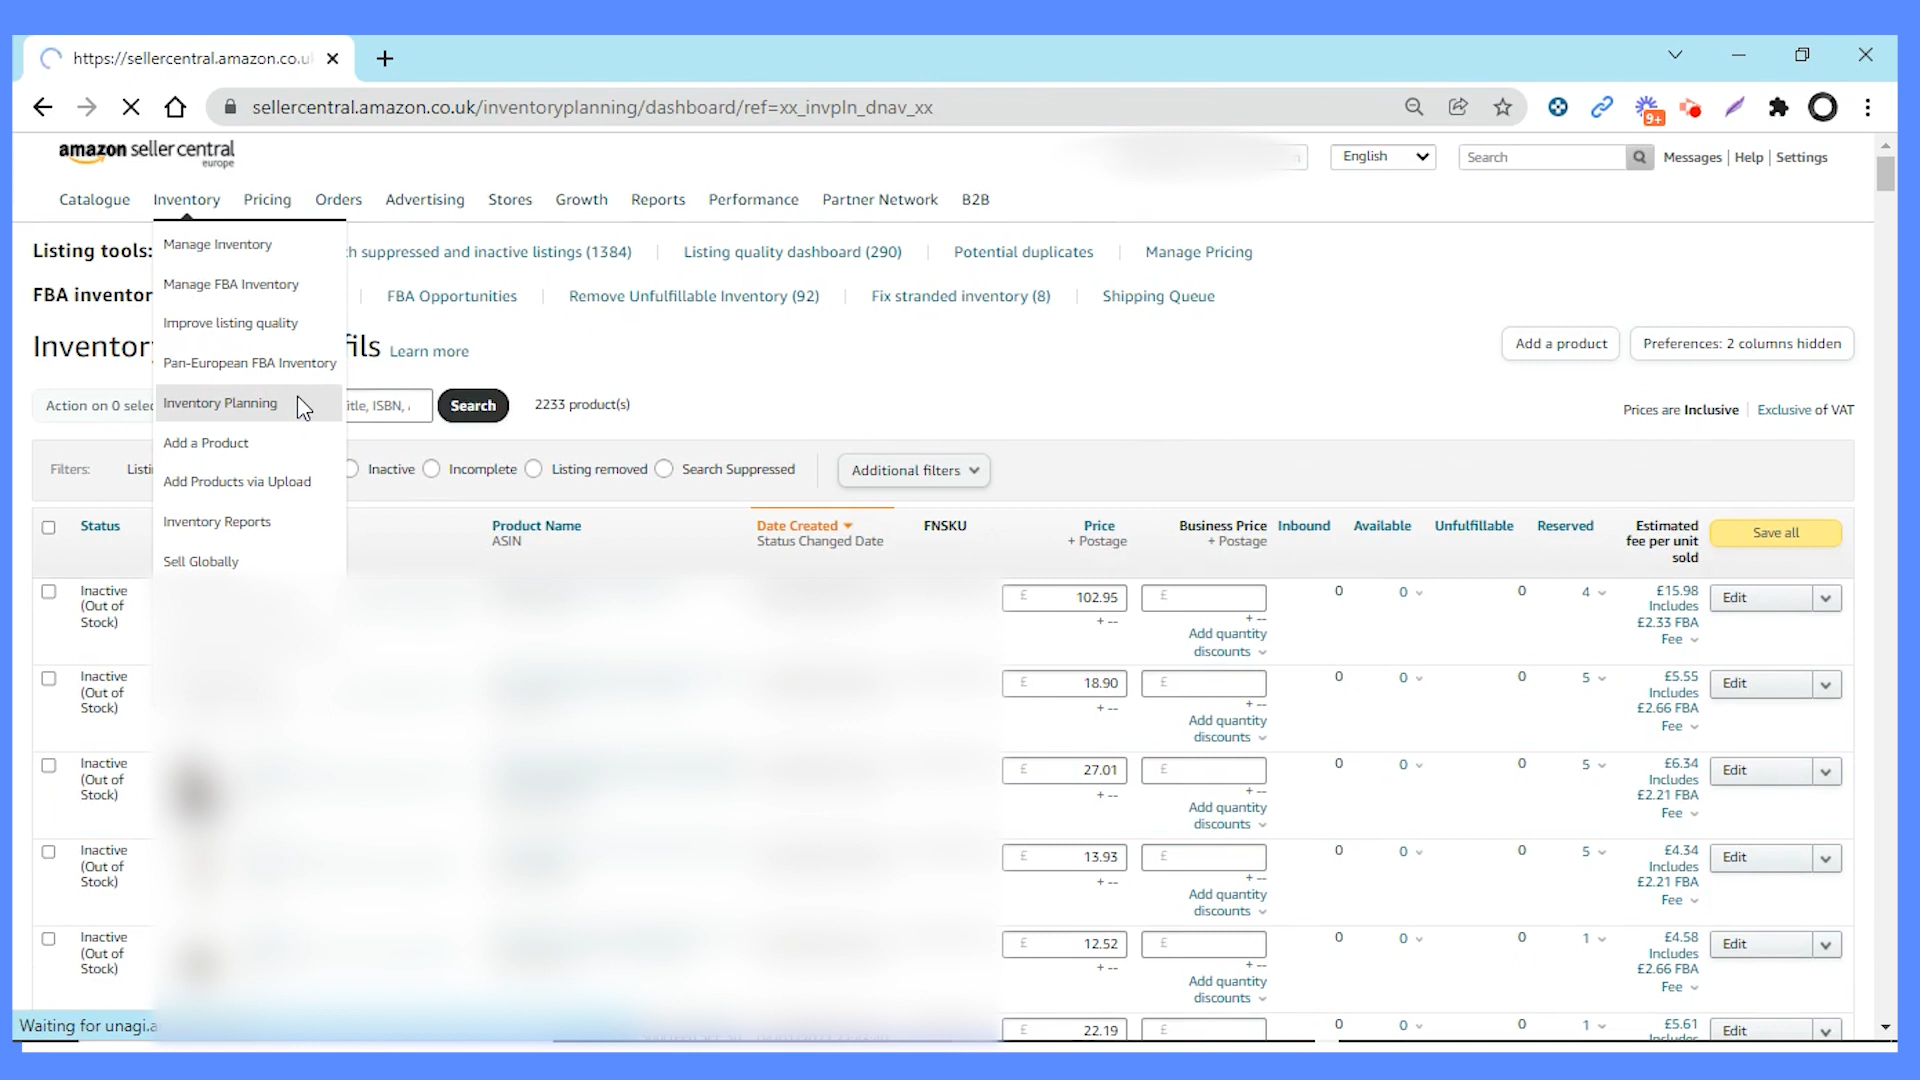 https://sellercentral.amazon.co.u
sellercentral.amazon.co.uk/inventoryplanning/dashboard/ref=xx_invpln_dnav_xx
9+
amazon seller central
europe
English
Search
Messages | Help | Settings
Catalogue Inventory Pricing Orders Advertising Stores Growth Reports Performance Partner Network B2B
Listing tools: h suppressed and inactive listings (1384) Listing quality dashboard (290) Potential duplicates Manage Pricing
FBA inventor FBA Opportunities Remove Unfulfillable Inventory (92) Fix stranded inventory (8) Shipping Queue
Manage Inventory
Manage FBA Inventory
Improve listing quality
Pan-European FBA Inventory
Inventory Planning
Add a Product
Add Products via Upload
Inventory Reports
Sell Globally
Inventory fils Learn more
Add a product
Preferences: 2 columns hidden
Action on 0 selec itle, ISBN, Search 2233 product(s)
Prices are Inclusive | Exclusive of VAT
Filters: Listi Inactive Incomplete Listing removed Search Suppressed Additional filters
Status
Product Name
ASIN
Date Created
Status Changed Date
FNSKU
Price
+ Postage
Business Price
+ Postage
Inbound
Available
Unfulfillable
Reserved
Estimated
fee per unit
sold
Save all
Inactive
(Out of
Stock)
£ 102.95
+ --
£
+ --
Add quantity
discounts
0 0 0 4
£15.98
Includes
£2.33 FBA
Fee
Edit
Inactive
(Out of
Stock)
£ 18.90
+ --
£
+ --
Add quantity
discounts
0 0 0 5
£5.55
Includes
£2.66 FBA
Fee
Edit
Inactive
(Out of
Stock)
£ 27.01
+ --
£
+ --
Add quantity
discounts
0 0 0 5
£6.34
Includes
£2.21 FBA
Fee
Edit
Inactive
(Out of
Stock)
£ 13.93
+ --
£
+ --
Add quantity
discounts
0 0 0 5
£4.34
Includes
£2.21 FBA
Fee
Edit
Inactive
(Out of
Stock)
£ 12.52
+ --
£
+ --
Add quantity
discounts
0 0 0 1
£4.58
Includes
£2.66 FBA
Fee
Edit
£ 22.19
£
0 0 0 1
£5.61
Includes
Edit
Waiting for unagi.a